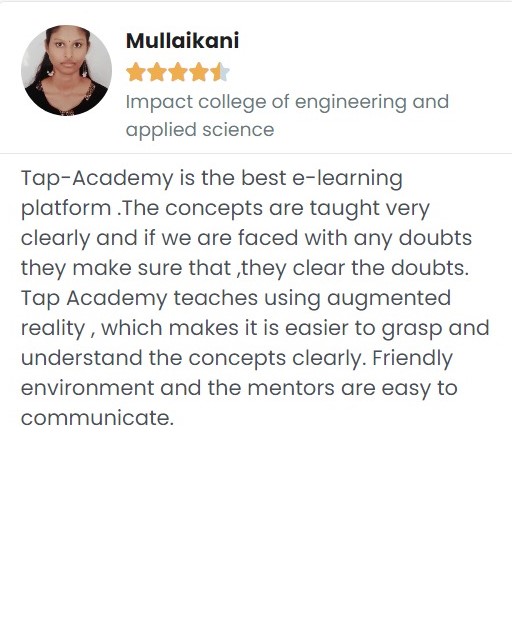 Mullaikani
Impact college of engineering and
applied science
Tap-Academy is the best e-learning
platform .The concepts are taught very
clearly and if we are faced with any doubts
they make sure that ,they clear the doubts.
Tap Academy teaches using augmented
reality , which makes it is easier to grasp and
understand the concepts clearly. Friendly
environment and the mentors are easy to
communicate.